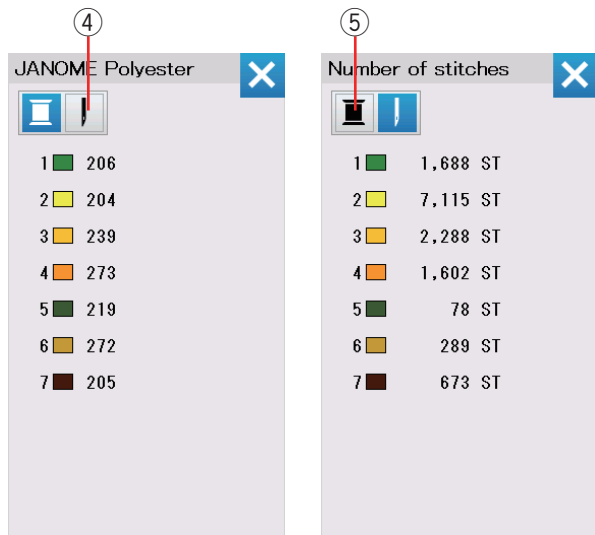 ④
JANOME Polyester
1 206
2 204
3 239
4 273
5 219
6 272
7 205
⑤
Number of stitches
1 1,688 ST
2 7,115 ST
3 2,288 ST
4 1,602 ST
5 78 ST
6 289 ST
7 673 ST